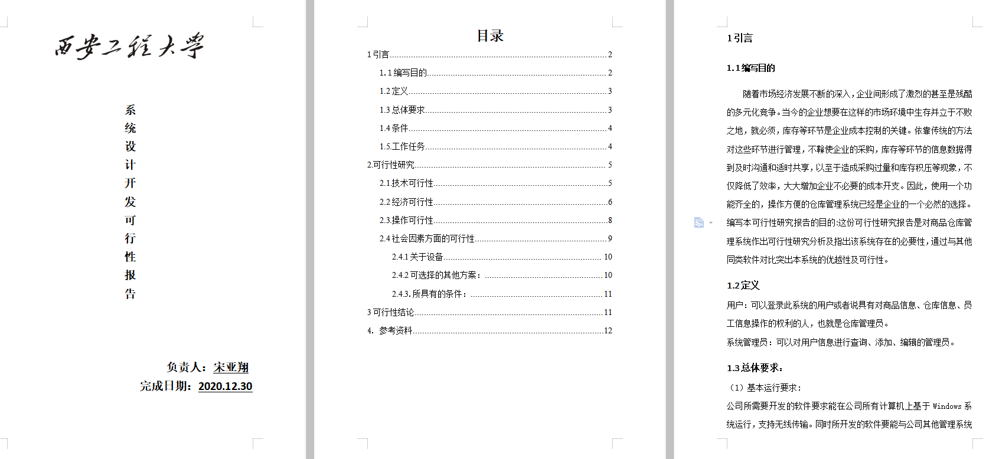 西安工程大学
系
统
设
计
开
发
可
行
性
报
告
负责人：宋亚翔
完成日期：2020.12.30
目录
1 引言 2
1.1 编写目的 2
1.2 定义 3
1.3 总体要求 3
1.4 条件 4
1.5.工作任务 4
2.可行性研究 5
2.1.技术可行性 5
2.2 经济可行性 6
2.3.操作可行性 8
2.4 社会因素方面的可行性 9
2.4.1 关于设备 10
2.4.2 可选择的其他方案： 10
2.4.3. 所具有的条件： 11
3 可行性结论 11
4. 参考资料 12
1 引言
1.1 编写目的
随着市场经济发展不断的深入，企业间形成了激烈的甚至是残酷
的多元化竞争。当今的企业想要在这样的市场环境中生存并立于不败
之地，就必须，库存等环节是企业成本控制的关键。依靠传统的方法
对这些环节进行管理，不能使企业的采购，库存等环节的信息数据得
到及时沟通和适时共享，以至于造成采购过量和库存积压等现象，不
仅降低了效率，大大增加企业不必要的成本开支。因此，使用一个功
能齐全的，操作方便的仓库管理系统已经是企业的一个必然的选择。
编写本可行性研究报告的目的:这份可行性研究报告是对商品仓库管
理系统作出可行性研究分析及指出该系统存在的必要性，通过与其他
同类软件对比突出本系统的优越性及可行性。
1.2 定义
用户：可以登录此系统的用户或者说具有对商品信息、仓库信息、员
工信息操作的权利的人，也就是仓库管理员。
系统管理员：可以对用户信息进行查询、添加、编辑的管理员。
1.3 总体要求：
（1）基本运行要求：
公司所需要开发的软件要求能在公司所有计算机上基于 Windows 系
统运行，支持无线传输。同时所开发的软件要能与公司其他管理系统